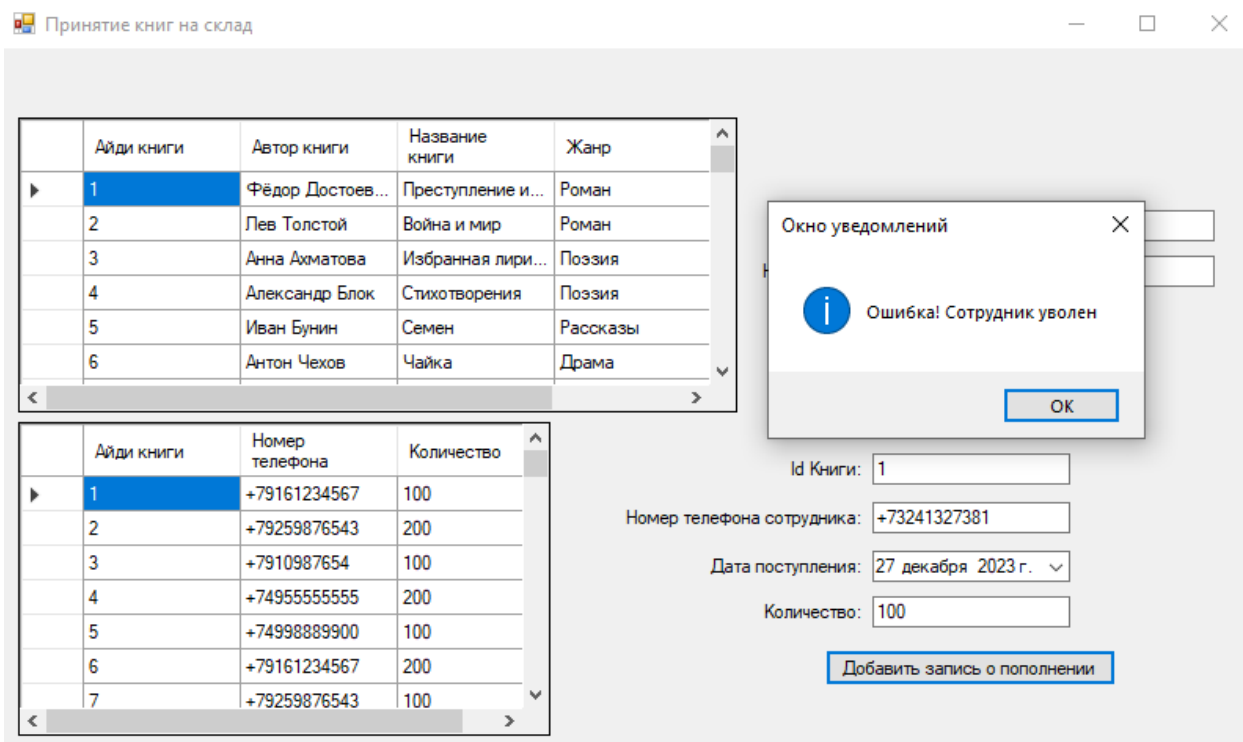 Принятие книг на склад
Айди книги Автор книги Название книги Жанр
1 Фёдор Достоев... Преступление и... Роман
2 Лев Толстой Война и мир Роман
3 Анна Ахматова Избранная лири... Поэзия
4 Александр Блок Стихотворения Поэзия
5 Иван Бунин Семен Рассказы
6 Антон Чехов Чайка Драма
Окно уведомлений
Ошибка! Сотрудник уволен
OK
Айди книги Номер телефона Количество
1 +79161234567 100
2 +79259876543 200
3 +7910987654 100
4 +74955555555 200
5 +74998889900 100
6 +79161234567 200
7 +79259876543 100
Id Книги: 1
Номер телефона сотрудника: +73241327381
Дата поступления: 27 декабря 2023 г.
Количество: 100
Добавить запись о пополнении